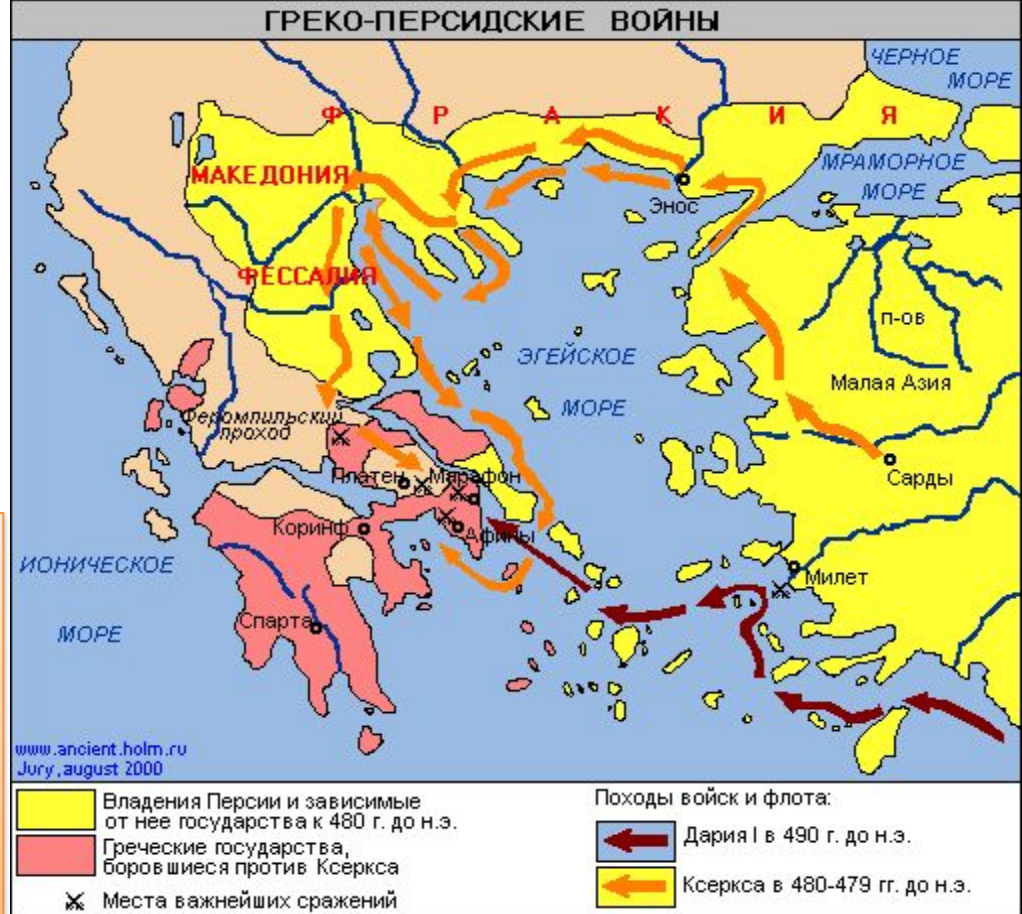 ГРЕКО-ПЕРСИДСКИЕ ВОЙНЫ
ЧЕРНОЕ
МОРЕ
ФРАКИЯ
МАКЕДОНИЯ
МРАМОРНОЕ
МОРЕ
Энос
ФЕССАЛИЯ
п-ов
Малая Азия
ЭГЕЙСКОЕ
МОРЕ
Феромпильский
проход
Сарды
Платеи
Марафон
Коринф
Афины
ИОНИЧЕСКОЕ
МОРЕ
Милет
Спарта
www.ancient.holm.ru
Jury,august 2000
Владения Персии и зависимые
от нее государства к 480 г. до н.э.
Греческие государства,
боровшиеся против Ксеркса
Места важнейших сражений
Походы войск и флота:
Дария I в 490 г. до н.э.
Ксеркса в 480-479 гг. до н.э.